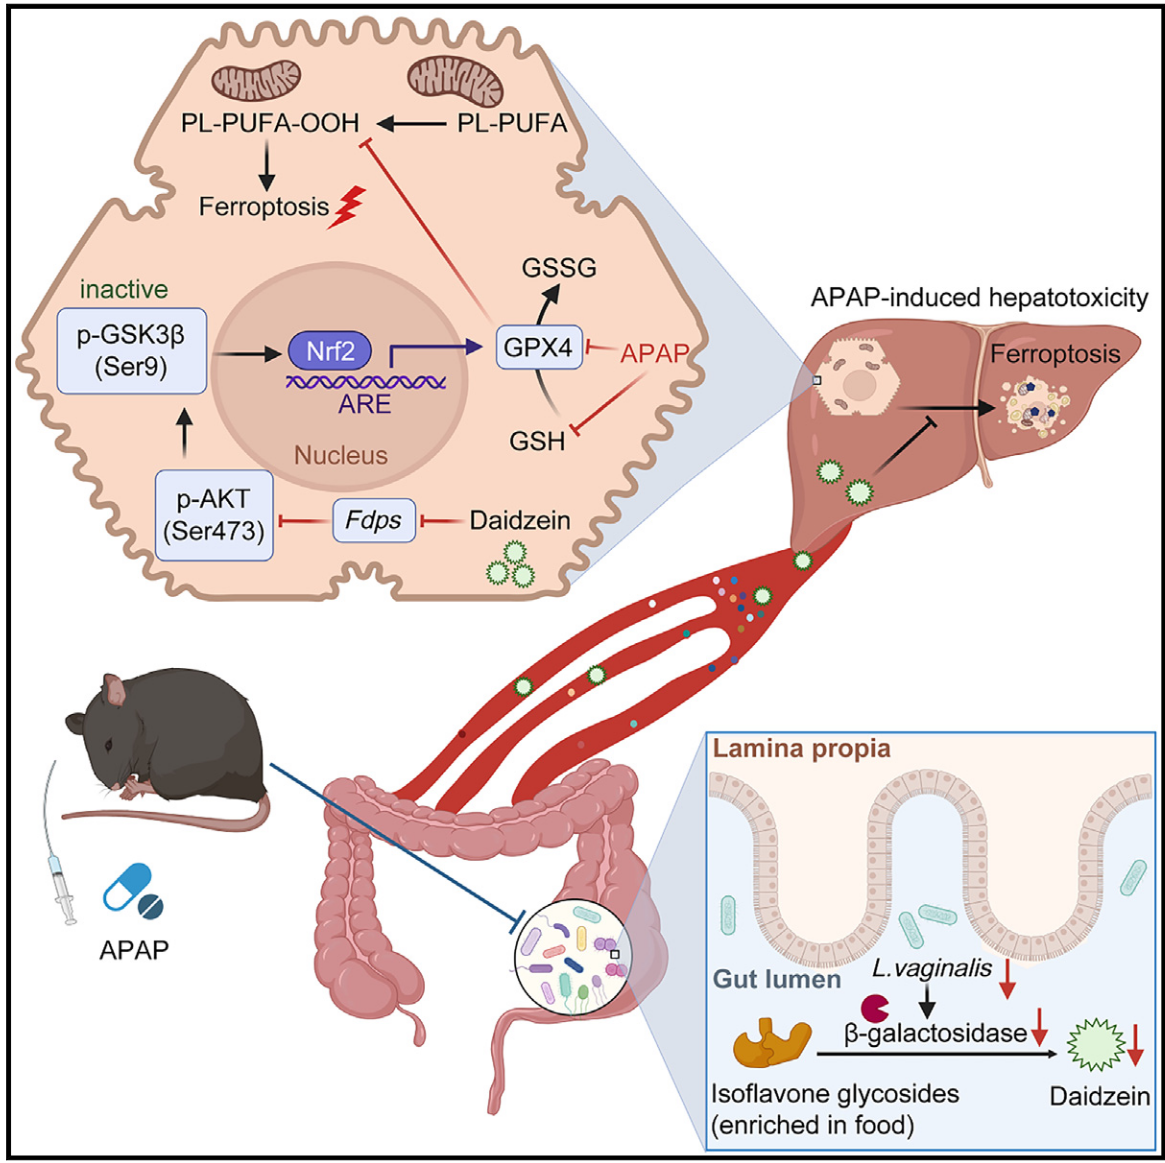 PL-PUFA-OOH
PL-PUFA
Ferroptosis
GSSG
inactive
p-GSK3β
(Ser9)
Nrf2
ARE
GPX4
APAP
GSH
Nucleus
p-AKT
(Ser473)
Fdps
Daidzein
APAP-induced hepatotoxicity
Ferroptosis
APAP
Lamina propia
L.vaginalis
Gut lumen
β-galactosidase
Isoflavone glycosides
(enriched in food)
Daidzein